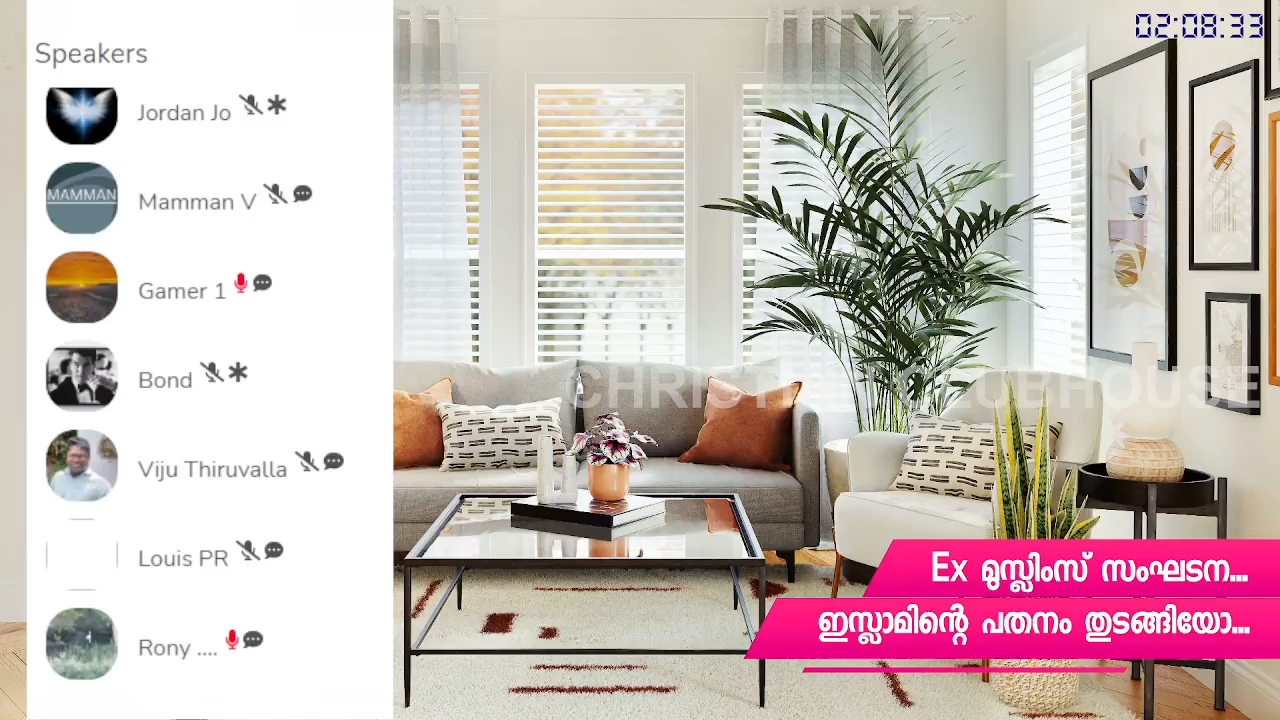 02:08:33
Speakers
Jordan Jo
MAMMAN
Mamman V
Gamer 1
Bond
Viju Thiruvalla
Louis PR
Rony ....
CLUBHOUSE
Ex മുസ്ലിംസ് സംഘടന...
ഇസ്ലാമിന്റെ പതനം തുടങ്ങിയോ...